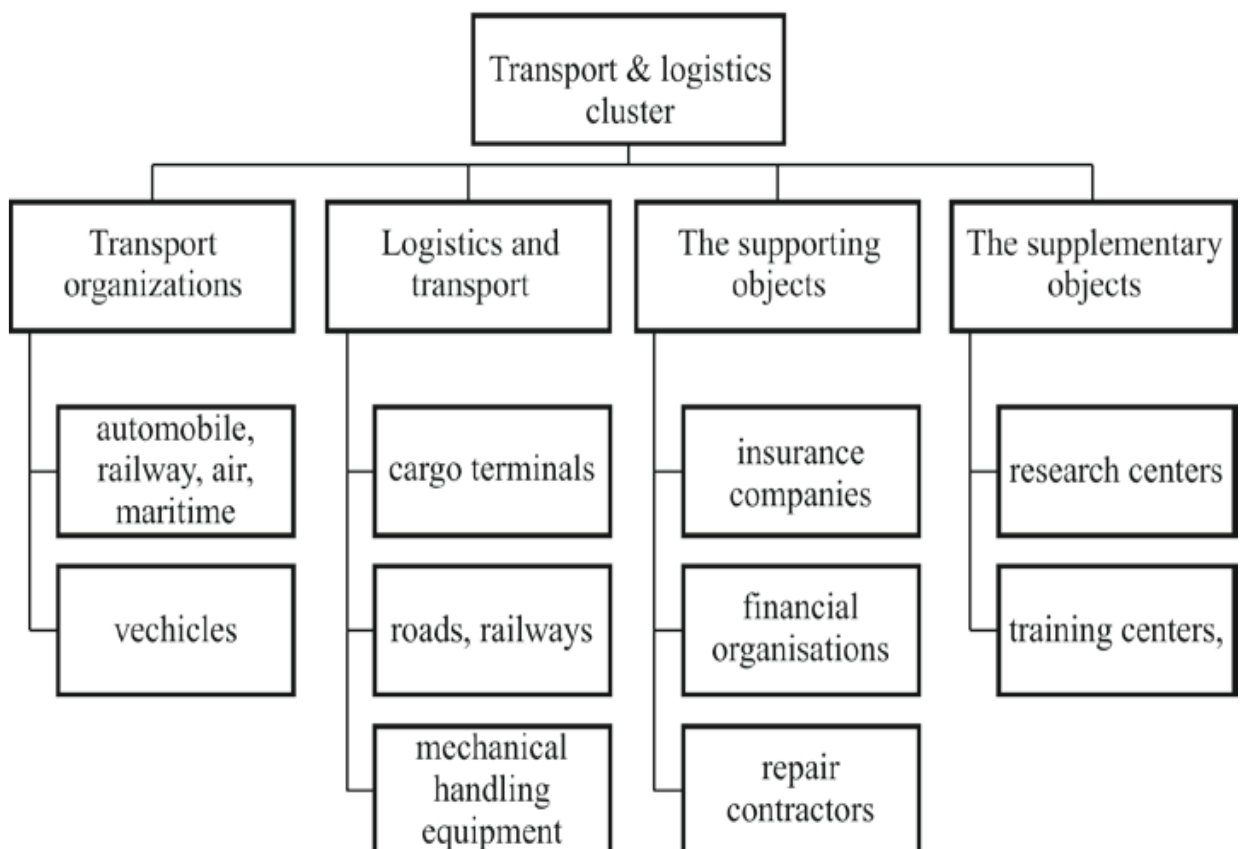 Transport & logistics
cluster
Transport
organizations
Logistics and
transport
The supporting
objects
The supplementary
objects
automobile,
railway, air,
maritime
cargo terminals
insurance
companies
research centers
vechicles
roads, railways
financial
organisations
training centers,
mechanical
handling
equipment
repair
contractors